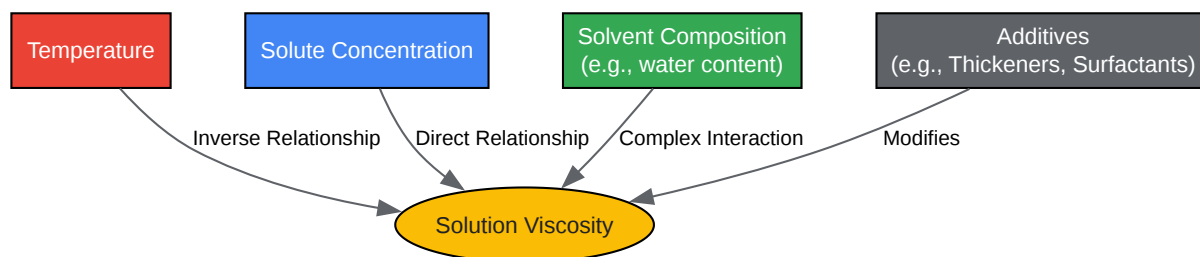 Temperature
Solute Concentration
Solvent Composition
(e.g., water content)
Additives
(e.g., Thickeners, Surfactants)
Inverse Relationship
Direct Relationship
Complex Interaction
Modifies
Solution Viscosity